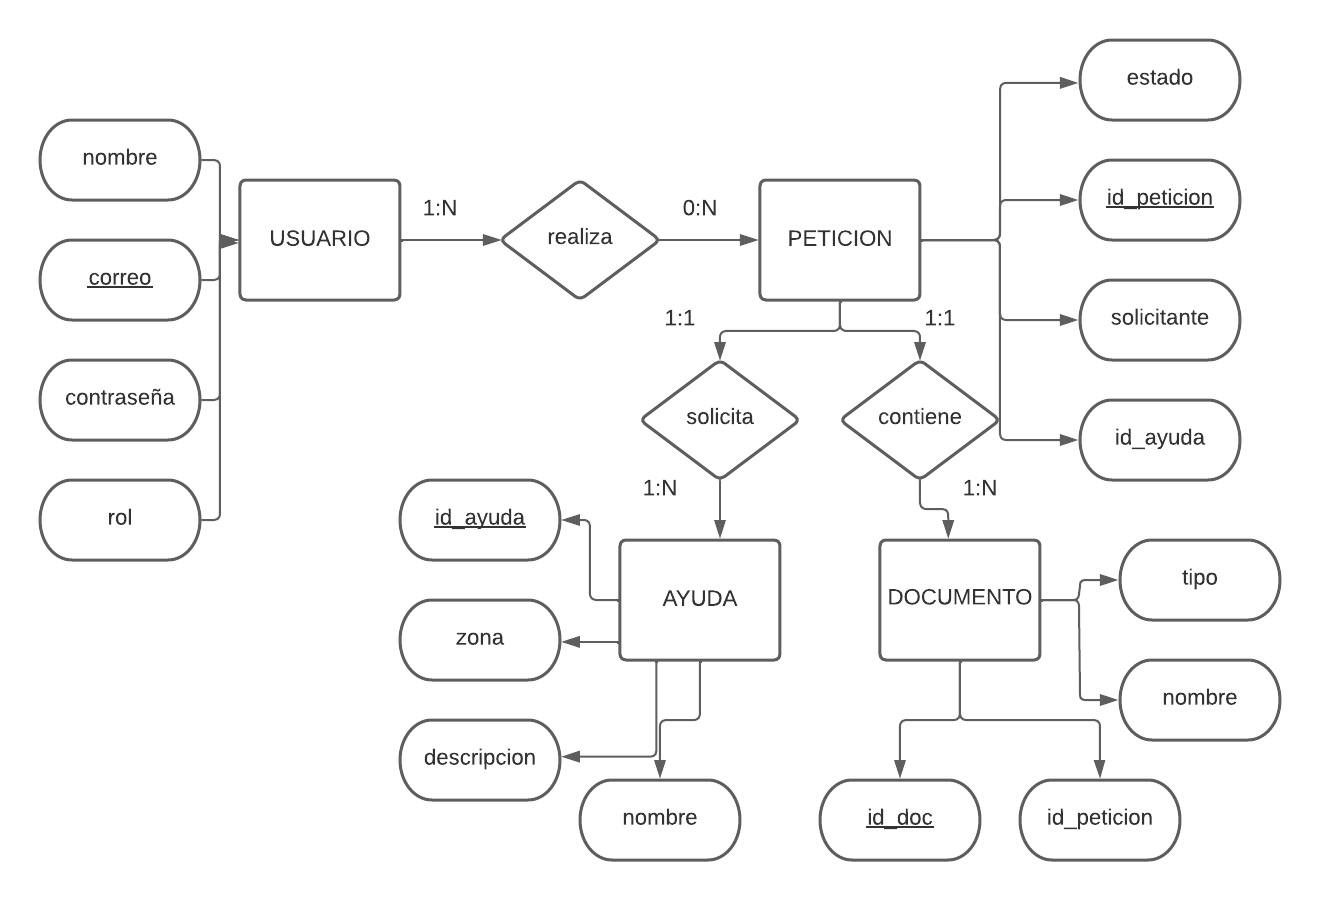 estado
nombre
id_peticion
1:N
0:N
USUARIO
realiza
PETICION
correo
1:1
1:1
solicitante
contraseña
solicita
contiene
id_ayuda
1:N
1:N
rol
id_ayuda
tipo
AYUDA
DOCUMENTO
zona
nombre
descripcion
nombre
id_doc
id_peticion